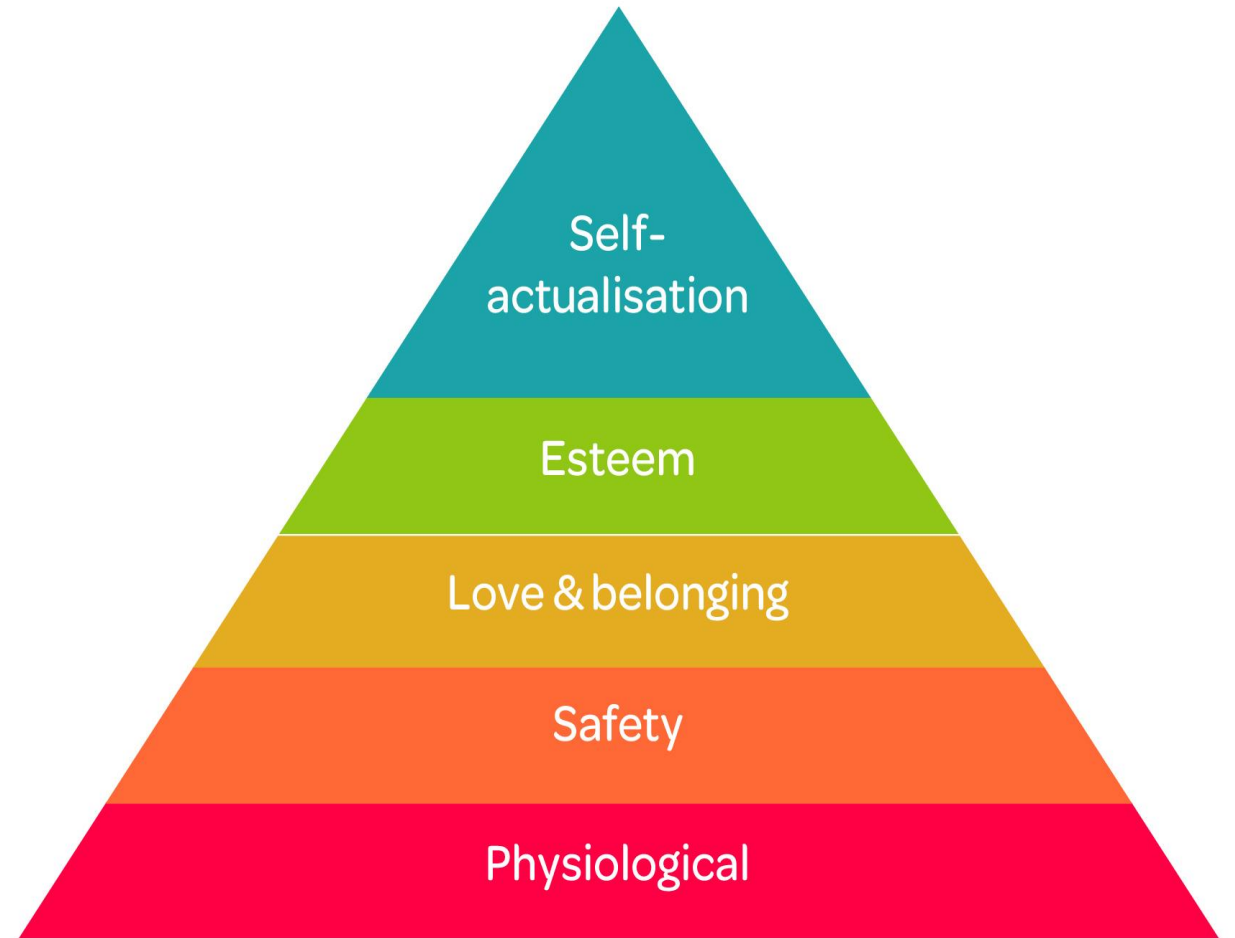 Self-
actualisation
Esteem
Love & belonging
Safety
Physiological